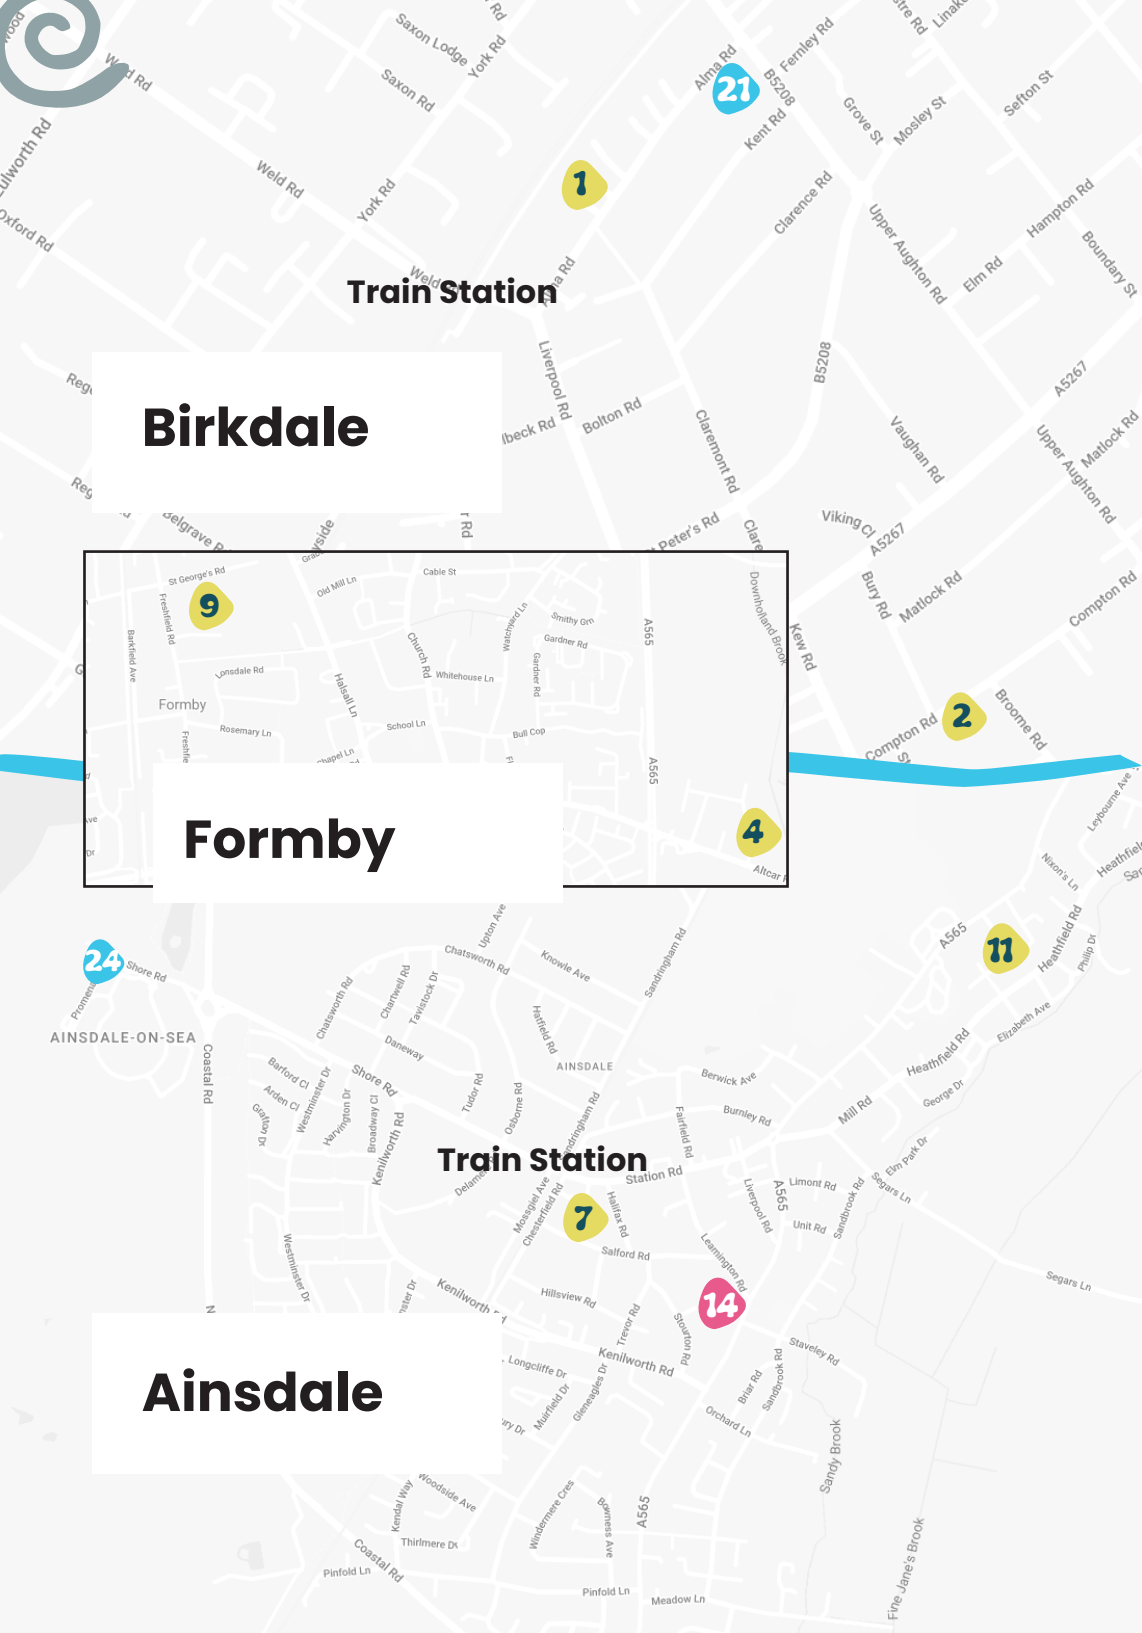 Saxon Lodge
York Rd
Rd
Saxon Rd
Weld Rd
Weld Rd
York Rd
Oxford Rd
Alma Rd
21
B5208
Fernley Rd
Kent Rd
Grove St
Mosley St
Sefton St
1
Clarence Rd
Upper Aughton Rd
Elm Rd
Hampton Rd
Boundary St
Train Station
Liverpool Rd
B5208
A5267
Birkdale
Bolton Rd
Claremont Rd
Vaughan Rd
Upper Aughton Rd
Matlock Rd
Viking Cl
A5267
St Peter's Rd
Bury Rd
Matlock Rd
Compton Rd
Kew Rd
2
Compton Rd
Broome Rd
St George's Rd
9
Freshfield Rd
Barkfield Ave
Old Mill Ln
Cable St
Watchyard Ln
Smithy Grn
Gardner Rd
Gardner Rd
A565
Downholland Brook
Church Rd
Whitehouse Ln
Lonsdale Rd
Halsall Ln
Formby
Rosemary Ln
School Ln
Bull Cop
Chapel Ln
A565
Formby
4
Altcar
Leybourne Ave
Nixon's Ln
Heathfield
A565
11
Heathfield Rd
Philip Dr
Elizabeth Ave
24
Shore Rd
AINSDALE-ON-SEA
Coastal Rd
Upton Ave
Chatsworth Rd
Knowle Ave
Sandringham Rd
Chatsworth Rd
Chartwell Rd
Tavistock Dr
Hatfield Rd
Daneway
AINSDALE
Berwick Ave
Heathfield Rd
George Dr
Barford Cl
Arden Cl
Grafton Dr
Westminster Dr
Harvington Dr
Broadway Cl
Shore Rd
Kenilworth Rd
Tudor Rd
Osborne Rd
Sandringham Rd
Fairfield Rd
Burnley Rd
Mill Rd
Elm Park Dr
Train Station
Station Rd
Segars Ln
Limont Rd
A565
Liverpool Rd
Unit Rd
Sandbrook Rd
Mossgiel Ave
Chesterfield Rd
7
Halifax Rd
Salford Rd
Leamington Rd
Segars Ln
Westminster Dr
Kenilworth Rd
Hillsview Rd
Trevor Rd
14
Stourton Rd
Kenilworth Rd
Staveley Rd
Ainsdale
Longcliffe Dr
Muirfield Dr
Gleneagles Dr
Briar Rd
Sandbrook Rd
Orchard Ln
Sandy Brook
Woodside Ave
Kendal Way
Windermere Cres
Bowness Ave
A565
Thirlmere Dr
Coastal Rd
Pinfold Ln
Pinfold Ln
Meadow Ln
Fine Jane's Brook